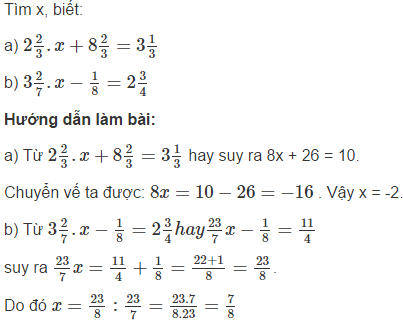 Tìm x, biết:
a) $2\frac{2}{3}.x + 8\frac{2}{3} = 3\frac{1}{3}$
b) $3\frac{2}{7}.x - \frac{1}{8} = 2\frac{3}{4}$
Hướng dẫn làm bài:
a) Từ $2\frac{2}{3}.x + 8\frac{2}{3} = 3\frac{1}{3}$ hay suy ra 8x + 26 = 10.
Chuyển vế ta được: $8x = 10 - 26 = -16$ . Vậy x = -2.
b) Từ $3\frac{2}{7}.x - \frac{1}{8} = 2\frac{3}{4}hay\frac{23}{7}x - \frac{1}{8} = \frac{11}{4}$
suy ra $\frac{23}{7}x = \frac{11}{4} + \frac{1}{8} = \frac{22+1}{8} = \frac{23}{8}$ .
Do đó $x = \frac{23}{8} : \frac{23}{7} = \frac{23.7}{8.23} = \frac{7}{8}$